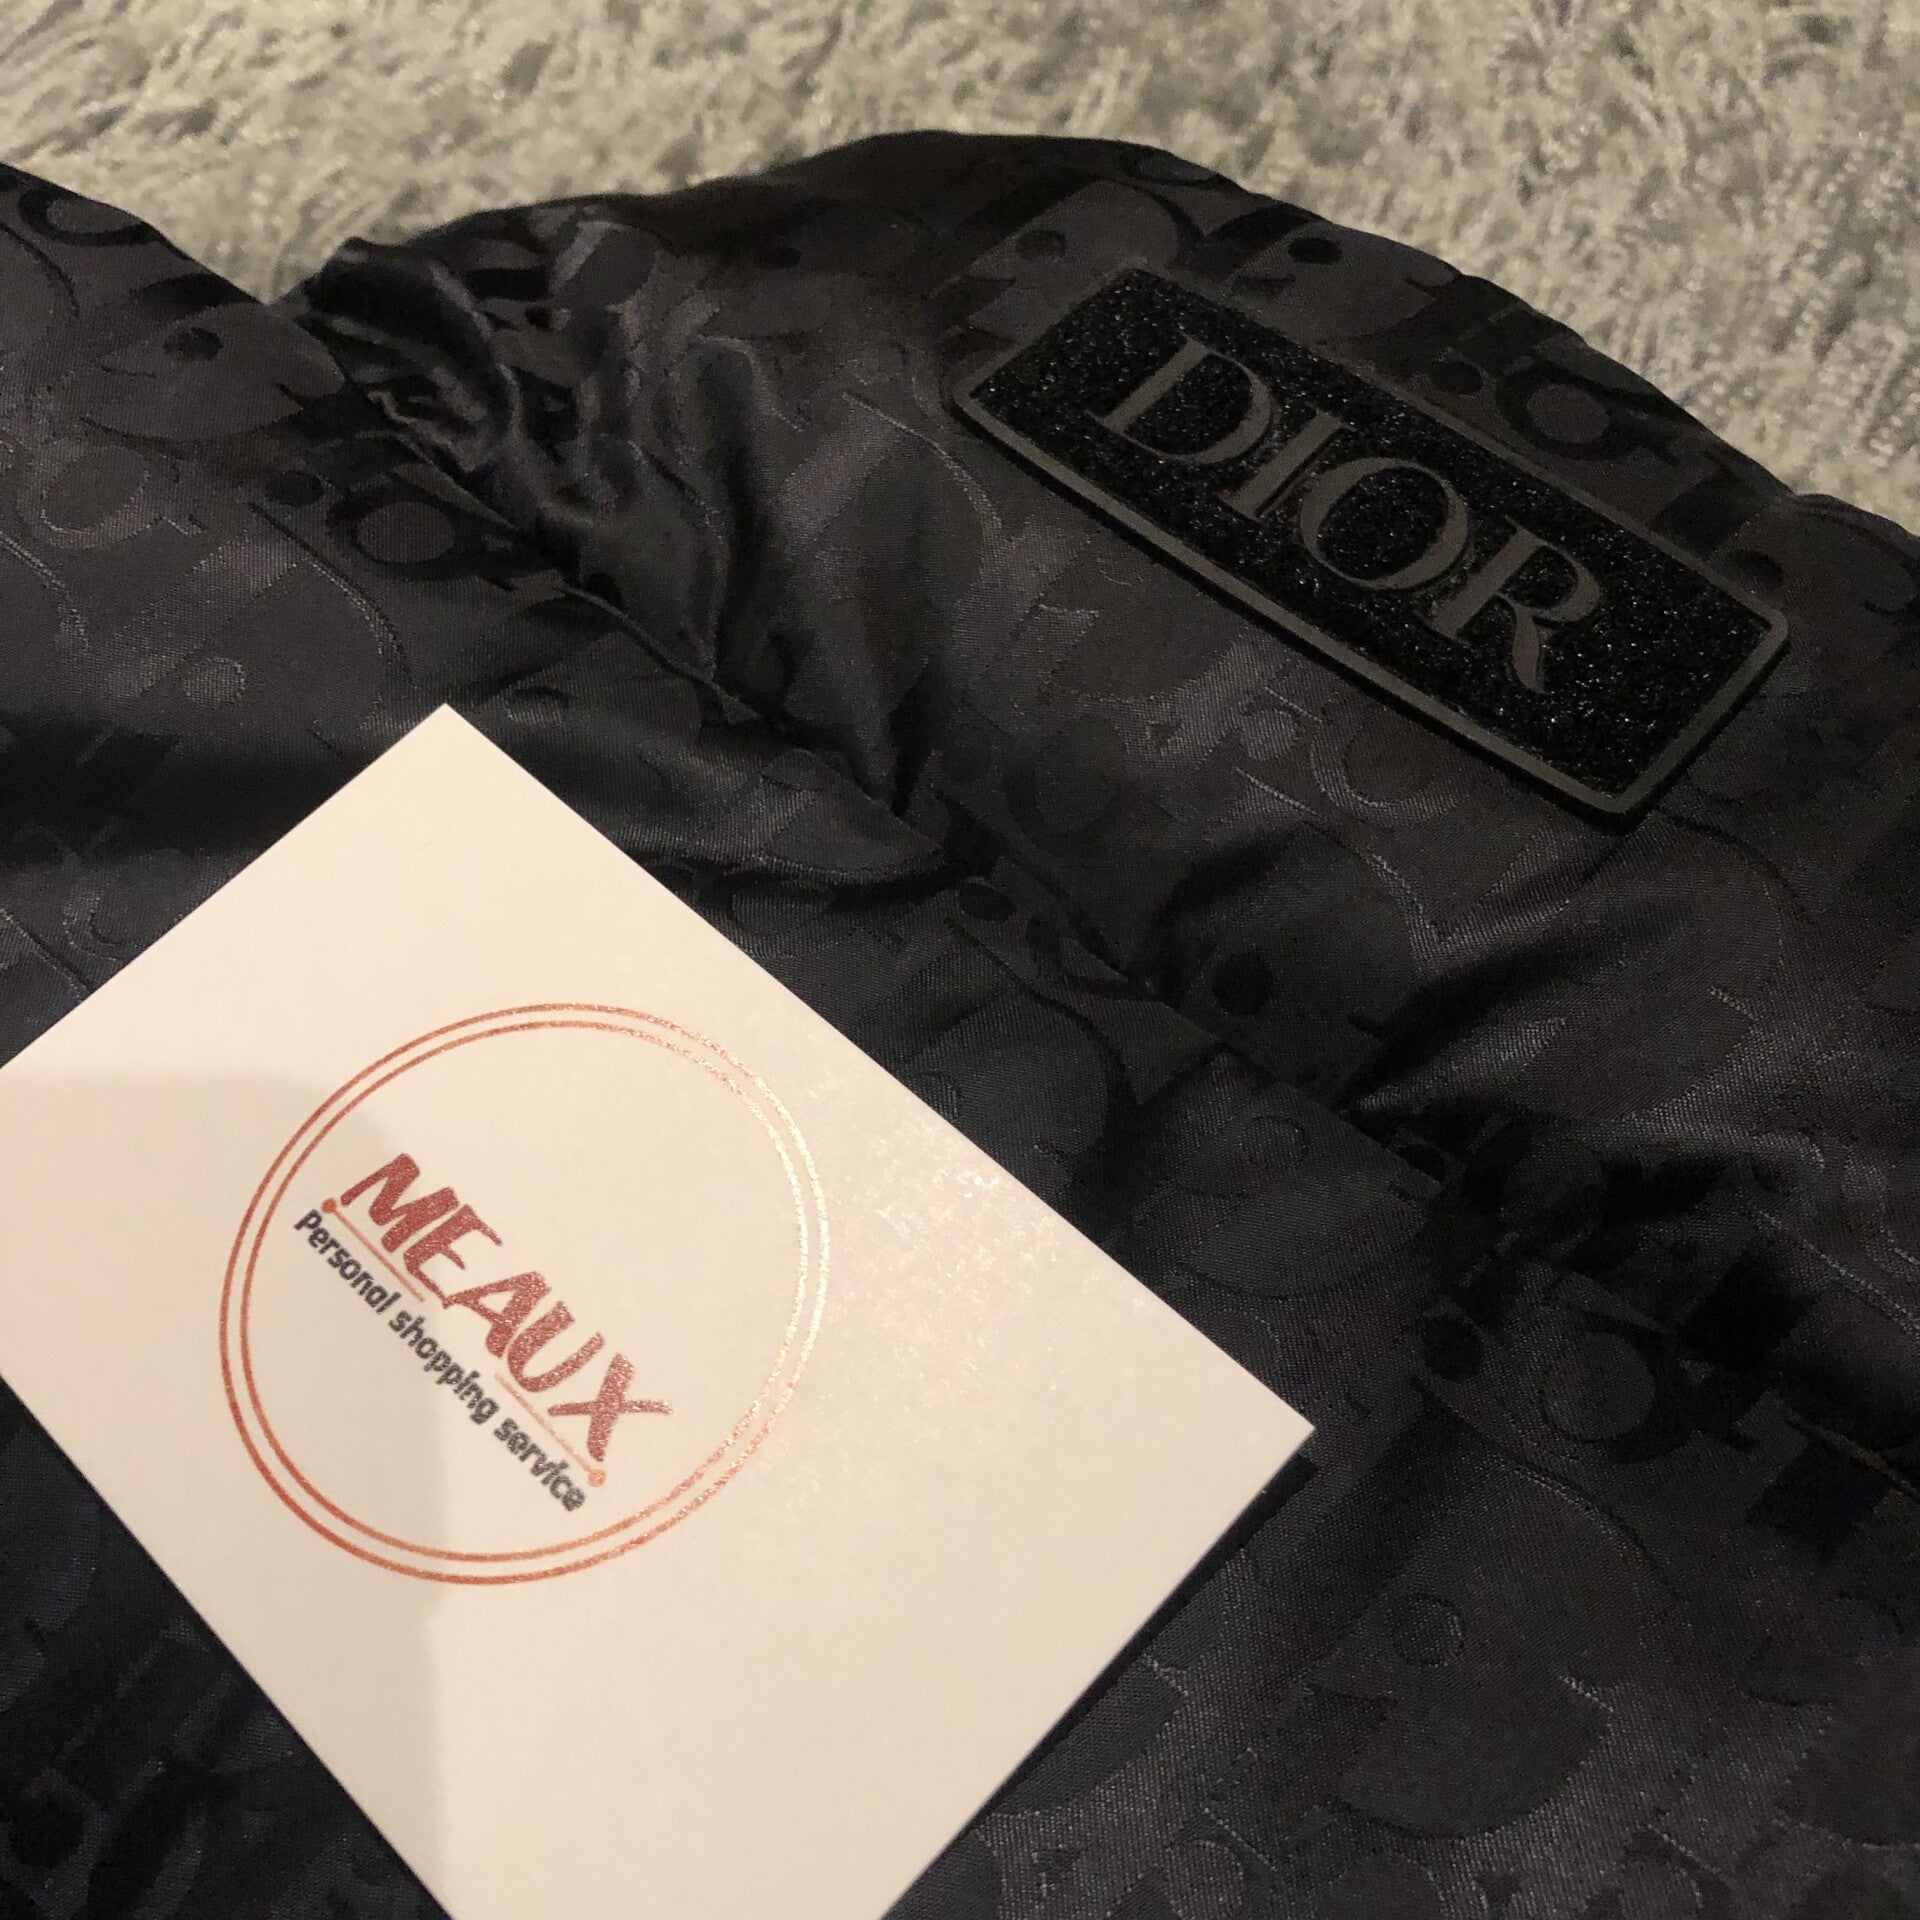 DIOR
MEAUX
personal shopping service